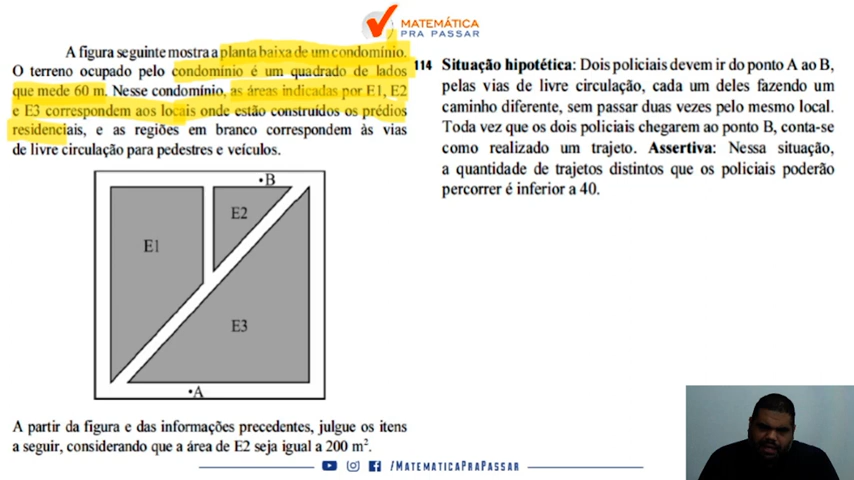 MATEMÁTICA
PRA PASSAR
A figura seguinte mostra a planta baixa de um condomínio.
O terreno ocupado pelo condomínio é um quadrado de lados
que mede 60 m. Nesse condomínio, as áreas indicadas por E1, E2
e E3 correspondem aos locais onde estão construídos os prédios
residenciais, e as regiões em branco correspondem às vias
de livre circulação para pedestres e veículos.
•B
E2
E1
E3
•A
A partir da figura e das informações precedentes, julgue os itens
a seguir, considerando que a área de E2 seja igual a 200 m².
114 Situação hipotética: Dois policiais devem ir do ponto A ao B,
pelas vias de livre circulação, cada um deles fazendo um
caminho diferente, sem passar duas vezes pelo mesmo local.
Toda vez que os dois policiais chegarem ao ponto B, conta-se
como realizado um trajeto. Assertiva: Nessa situação,
a quantidade de trajetos distintos que os policiais poderão
percorrer é inferior a 40.
/MatematicaPraPassar